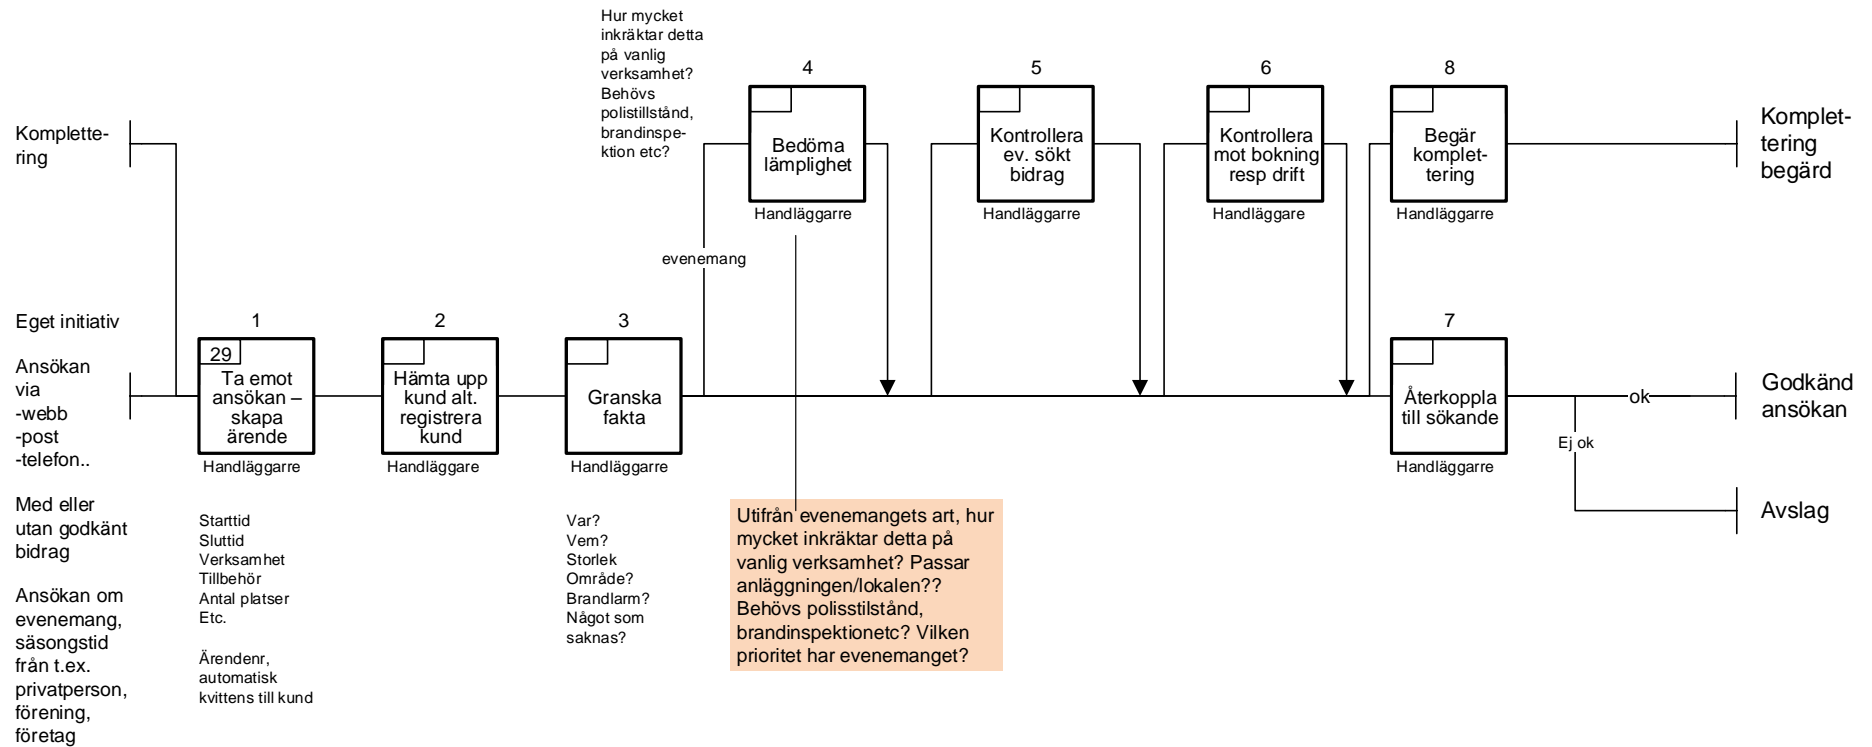 Hur mycket
inkräktar detta
på vanlig
verksamhet?
Behövs
polistillstånd,
brandinspe-
ktion etc?
4
5
6
8
Komplette-
ring
Bedöma
lämplighet
Kontrollera
ev. sökt
bidrag
Kontrollera
mot bokning
resp drift
Begär
komplet-
tering
Komplet-
tering
begärd
Handläggarre
Handläggarre
Handläggare
Handläggarre
evenemang
Eget initiativ
Ansökan
via
-webb
-post
-telefon..
Med eller
utan godkänt
bidrag
Ansökan om
evenemang,
säsongstid
från t.ex.
privatperson,
förening,
företag
1
29
Ta emot
ansökan –
skapa
ärende
Handläggarre
Starttid
Sluttid
Verksamhet
Tillbehör
Antal platser
Etc.
Ärendenr,
automatisk
kvittens till kund
2
Hämta upp
kund alt.
registrera
kund
Handläggare
3
Granska
fakta
Handläggarre
Var?
Vem?
Storlek
Område?
Brandlarm?
Något som
saknas?
Utifrån evenemangets art, hur
mycket inkräktar detta på
vanlig verksamhet? Passar
anläggningen/lokalen??
Behövs polisstilstånd,
brandinspektionetc? Vilken
prioritet har evenemanget?
7
Återkoppla
till sökande
Handläggarre
ok
Ej ok
Godkänd
ansökan
Avslag